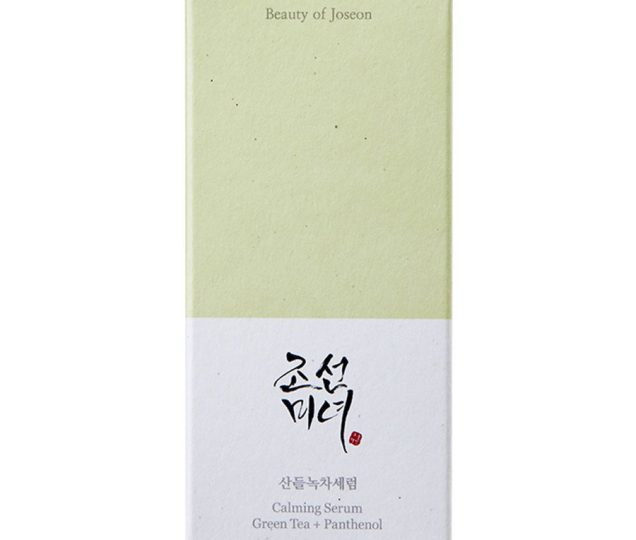 Beauty of Joseon
조선
미녀
산들녹차세럼
Calming Serum
Green Tea + Panthenol